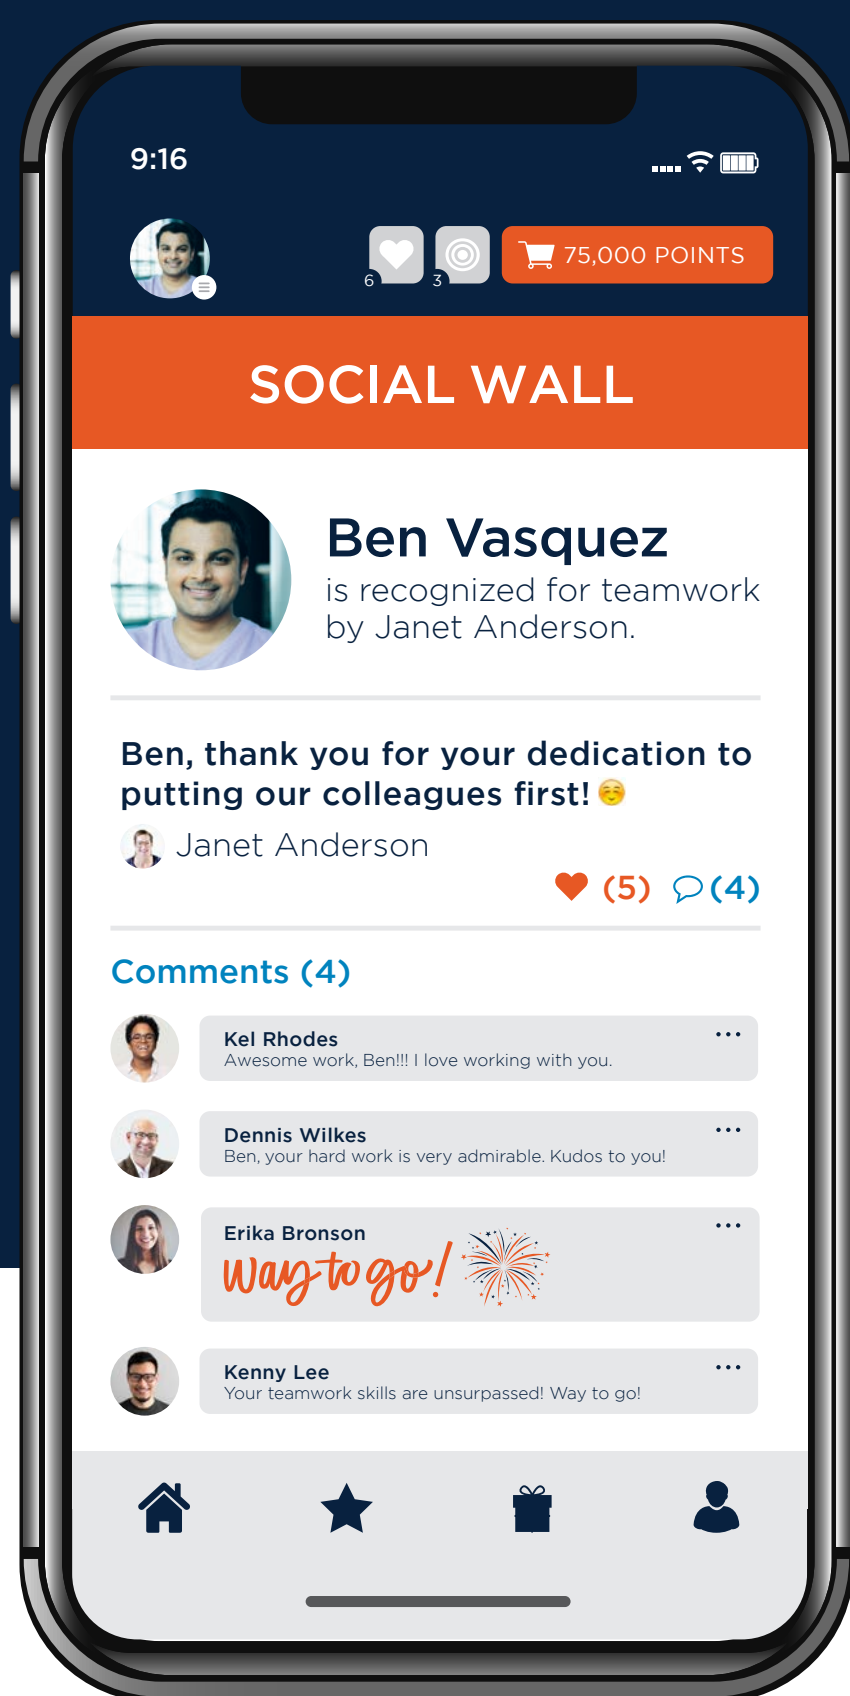 9:16
6
3
75,000 POINTS
SOCIAL WALL
Ben Vasquez
is recognized for teamwork
by Janet Anderson.
Ben, thank you for your dedication to
putting our colleagues first! 😊
Janet Anderson
(5) (4)
Comments (4)
Kel Rhodes
Awesome work, Ben!!! I love working with you.
Dennis Wilkes
Ben, your hard work is very admirable. Kudos to you!
Erika Bronson
way to go!
Kenny Lee
Your teamwork skills are unsurpassed! Way to go!